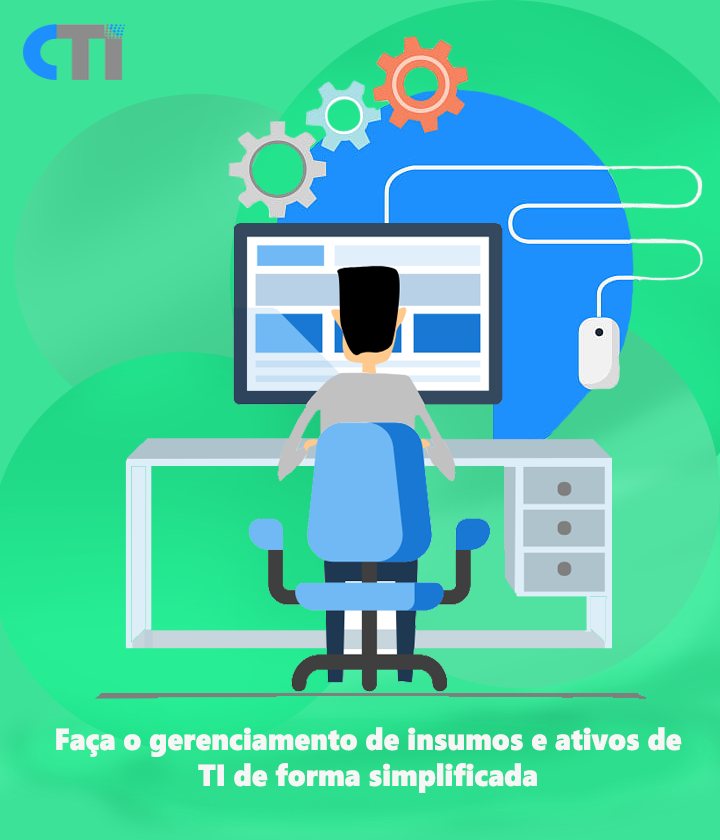 CTI
Faça o gerenciamento de insumos e ativos de
TI de forma simplificada